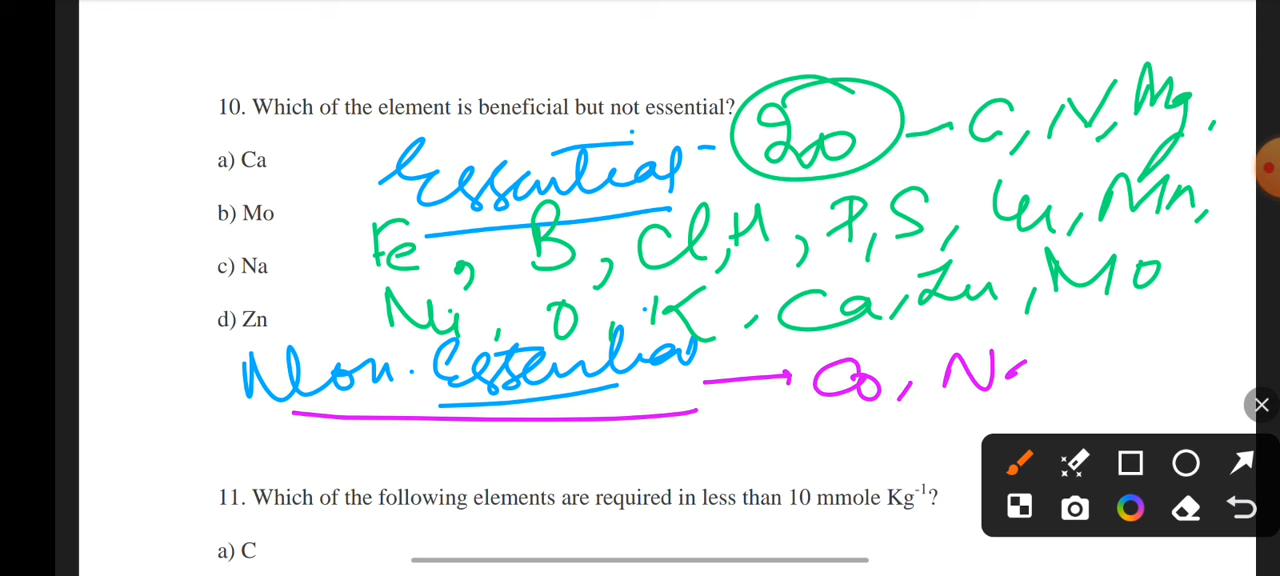 10. Which of the element is beneficial but not essential?
Essential - 200 - C, N, Mg,
a) Ca
b) Mo
Fe, B, Cl, H, P, S, Cu, Mn,
c) Na
d) Zn
Ni, O, K, Ca, Zn, Mo
Non. Essential → Co, Na
11. Which of the following elements are required in less than 10 mmole Kg⁻¹?
a) C